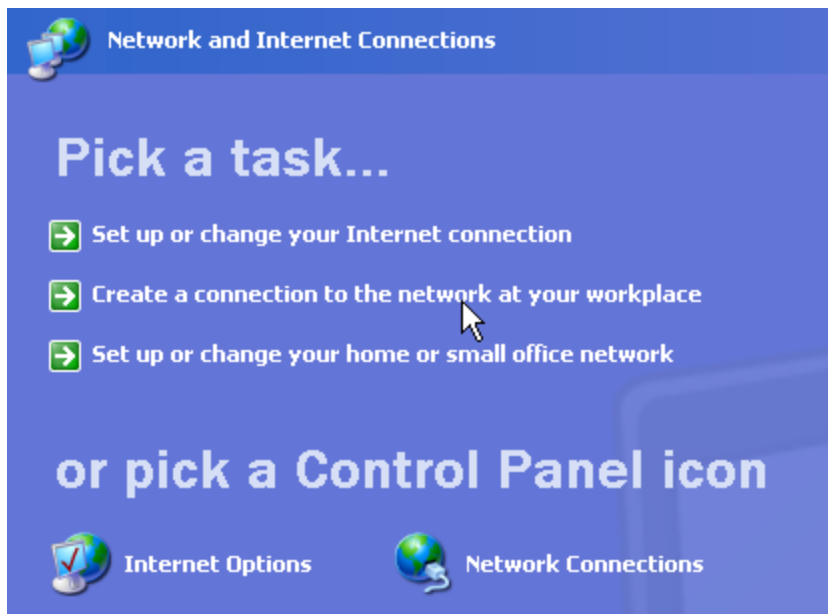 Network and Internet Connections
Pick a task...
Set up or change your Internet connection
Create a connection to the network at your workplace
Set up or change your home or small office network
or pick a Control Panel icon
Internet Options
Network Connections